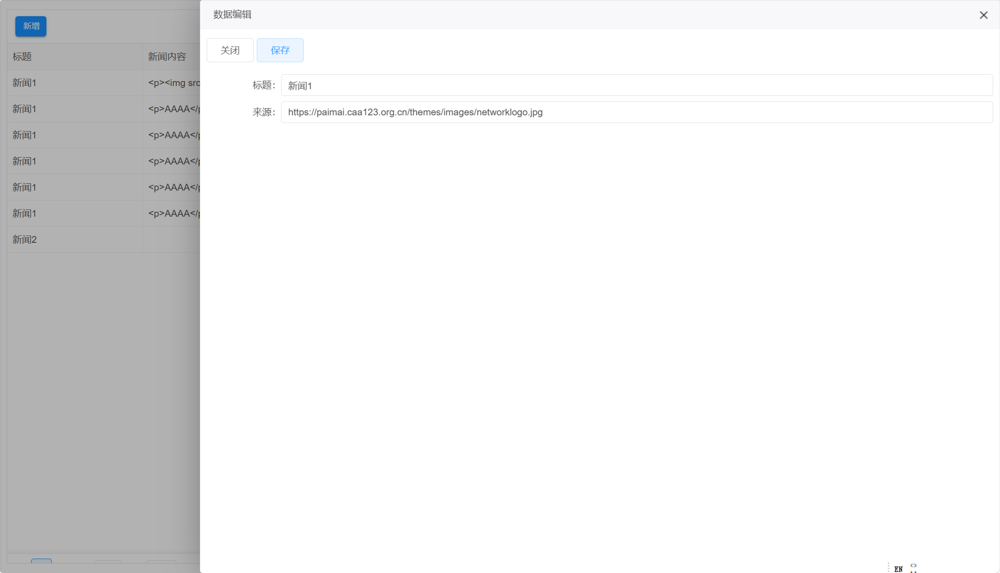 新增
标题 新闻内容
新闻1 <p><img src
新闻1 <p>AAAA</p
新闻1 <p>AAAA</p
新闻1 <p>AAAA</p
新闻1 <p>AAAA</p
新闻1 <p>AAAA</p
新闻2
数据编辑
关闭 保存
标题： 新闻1
来源： https://paimai.caa123.org.cn/themes/images/networklogo.jpg
EN